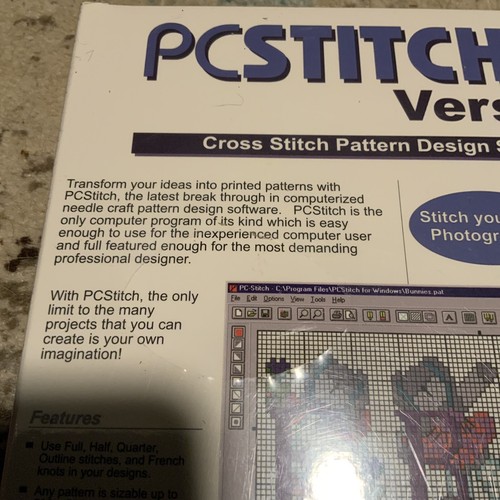 PCSTITCH
Vers
Cross Stitch Pattern Design S
Transform your ideas into printed patterns with
PCStitch, the latest break through in computerized
needle craft pattern design software. PCStitch is the
only computer program of its kind which is easy
enough to use for the inexperienced computer user
and full featured enough for the most demanding
professional designer.
Stitch you
Photogr
With PCStitch, the only
limit to the many
projects that you can
create is your own
imagination!
PC-Stitch - C:\Program Files\PCStitch for Windows\Bunnies.pat
File Edit Options View Tools Help
Features
Use Full, Half, Quarter,
Outline stitches, and French
knots in your designs.
Any pattern is sizable up to